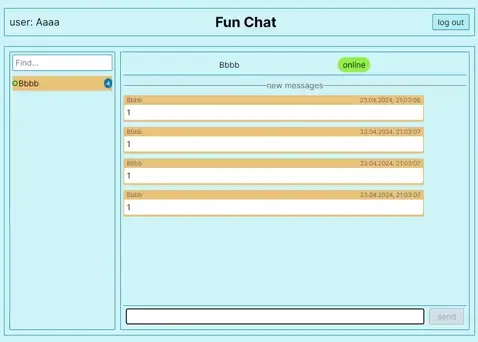 user: Aaaa
Fun Chat
log out
Find...
Bbbb
4
Bbbb
online
new messages
Bbbb 23.04.2024, 21:03:06
1
Bbbb 23.04.2024, 21:03:07
1
Bbbb 23.04.2024, 21:03:07
1
Bbbb 23.04.2024, 21:03:07
1
send